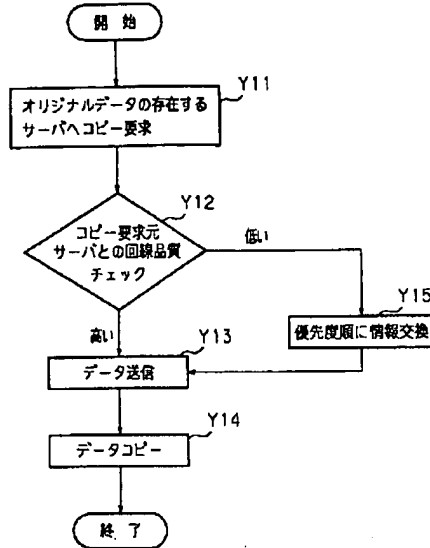 開始
Y11
オリジナルデータの存在する
サーバへコピー要求
Y12
コピー要求元
サーバとの回線品質
チェック
低い
Y15
優先度順に情報交換
高い
Y13
データ送信
Y14
データコピー
終了